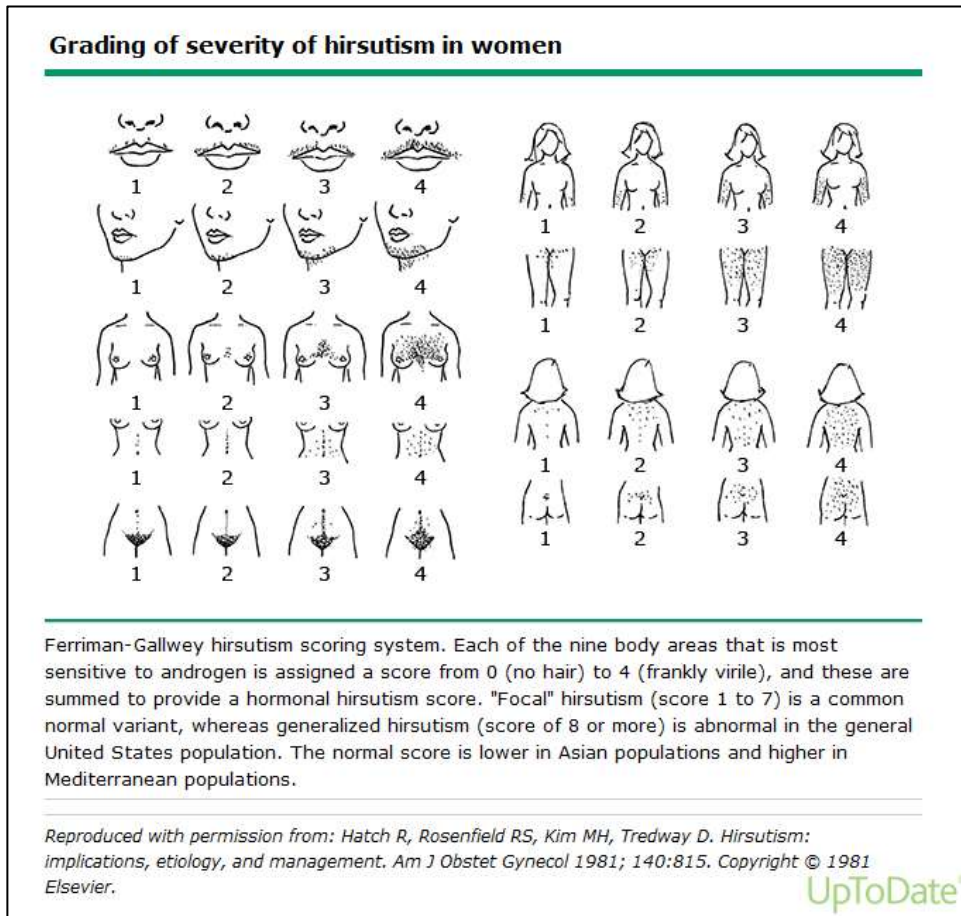 Grading of severity of hirsutism in women
1 2 3 4
1 2 3 4
1 2 3 4
1 2 3 4
1 2 3 4
1 2 3 4
1 2 3 4
1 2 3 4
1 2 3 4
Ferriman-Gallwey hirsutism scoring system. Each of the nine body areas that is most
sensitive to androgen is assigned a score from 0 (no hair) to 4 (frankly virile), and these are
summed to provide a hormonal hirsutism score. "Focal" hirsutism (score 1 to 7) is a common
normal variant, whereas generalized hirsutism (score of 8 or more) is abnormal in the general
United States population. The normal score is lower in Asian populations and higher in
Mediterranean populations.
Reproduced with permission from: Hatch R, Rosenfield RS, Kim MH, Tredway D. Hirsutism:
implications, etiology, and management. Am J Obstet Gynecol 1981; 140:815. Copyright © 1981
Elsevier.
UpToDate®